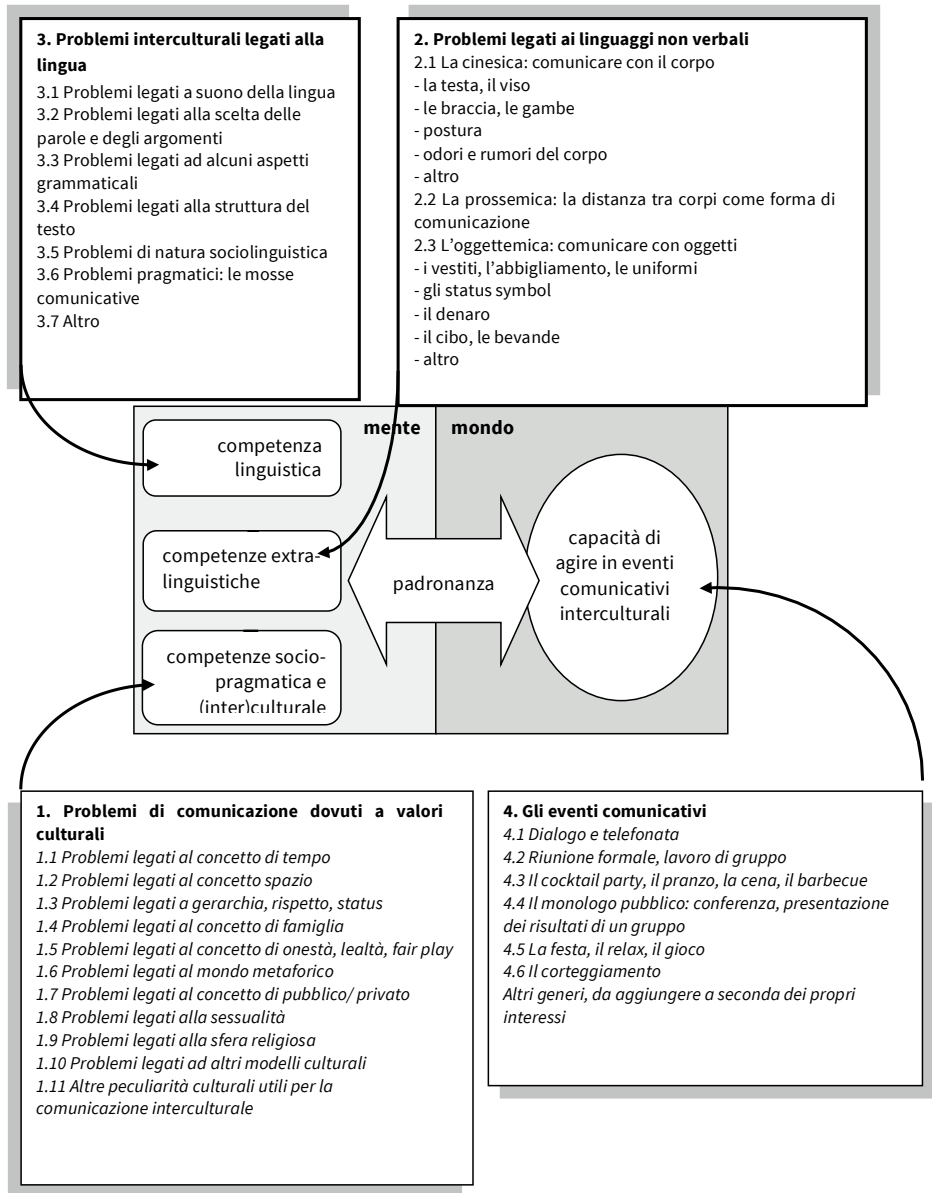 3. Problemi interculturali legati alla
lingua
3.1 Problemi legati a suono della lingua
3.2 Problemi legati alla scelta delle
parole e degli argomenti
3.3 Problemi legati ad alcuni aspetti
grammaticali
3.4 Problemi legati alla struttura del
testo
3.5 Problemi di natura sociolinguistica
3.6 Problemi pragmatici: le mosse
comunicative
3.7 Altro
2. Problemi legati ai linguaggi non verbali
2.1 La cinesica: comunicare con il corpo
- la testa, il viso
- le braccia, le gambe
- postura
- odori e rumori del corpo
- altro
2.2 La prossemica: la distanza tra corpi come forma di
comunicazione
2.3 L’oggettemica: comunicare con oggetti
- i vestiti, l’abbigliamento, le uniformi
- gli status symbol
- il denaro
- il cibo, le bevande
- altro
mente
mondo
competenza
linguistica
competenze extra-
linguistiche
competenze socio-
pragmatica e
(inter)culturale
padronanza
capacità di
agire in eventi
comunicativi
interculturali
1. Problemi di comunicazione dovuti a valori
culturali
1.1 Problemi legati al concetto di tempo
1.2 Problemi legati al concetto spazio
1.3 Problemi legati a gerarchia, rispetto, status
1.4 Problemi legati al concetto di famiglia
1.5 Problemi legati al concetto di onestà, lealtà, fair play
1.6 Problemi legati al mondo metaforico
1.7 Problemi legati al concetto di pubblico/ privato
1.8 Problemi legati alla sessualità
1.9 Problemi legati alla sfera religiosa
1.10 Problemi legati ad altri modelli culturali
1.11 Altre peculiarità culturali utili per la
comunicazione interculturale
4. Gli eventi comunicativi
4.1 Dialogo e telefonata
4.2 Riunione formale, lavoro di gruppo
4.3 Il cocktail party, il pranzo, la cena, il barbecue
4.4 Il monologo pubblico: conferenza, presentazione
dei risultati di un gruppo
4.5 La festa, il relax, il gioco
4.6 Il corteggiamento
Altri generi, da aggiungere a seconda dei propri
interessi